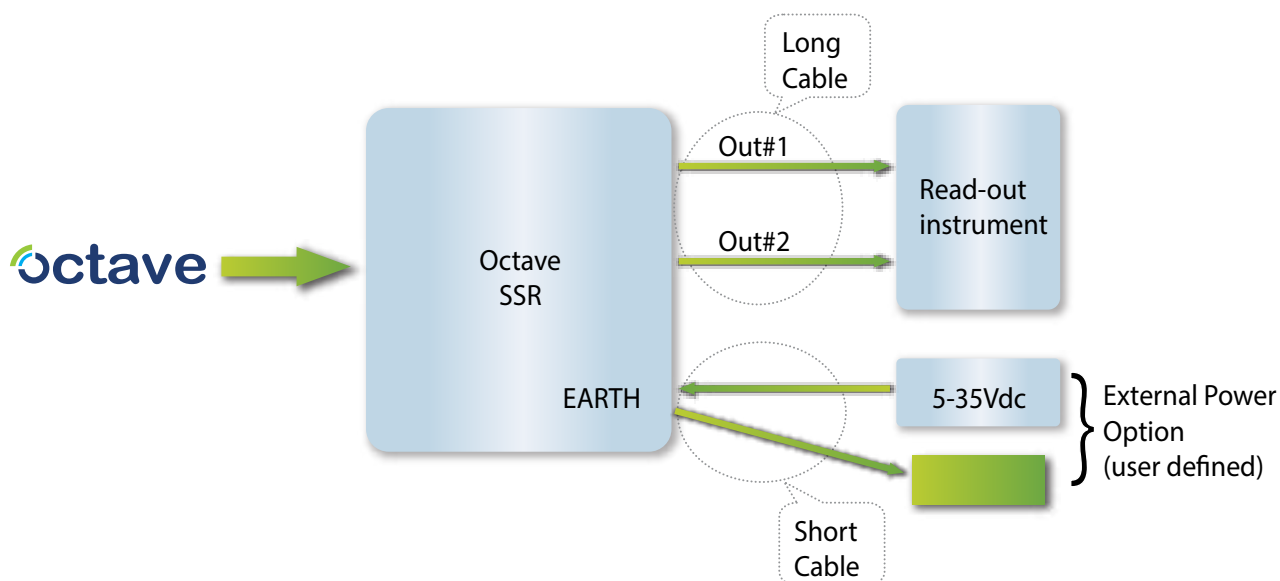 Long
Cable
Out#1
Out#2
Read-out
instrument
octave
Octave
SSR
EARTH
5-35Vdc
External Power
Option
(user defined)
Short
Cable